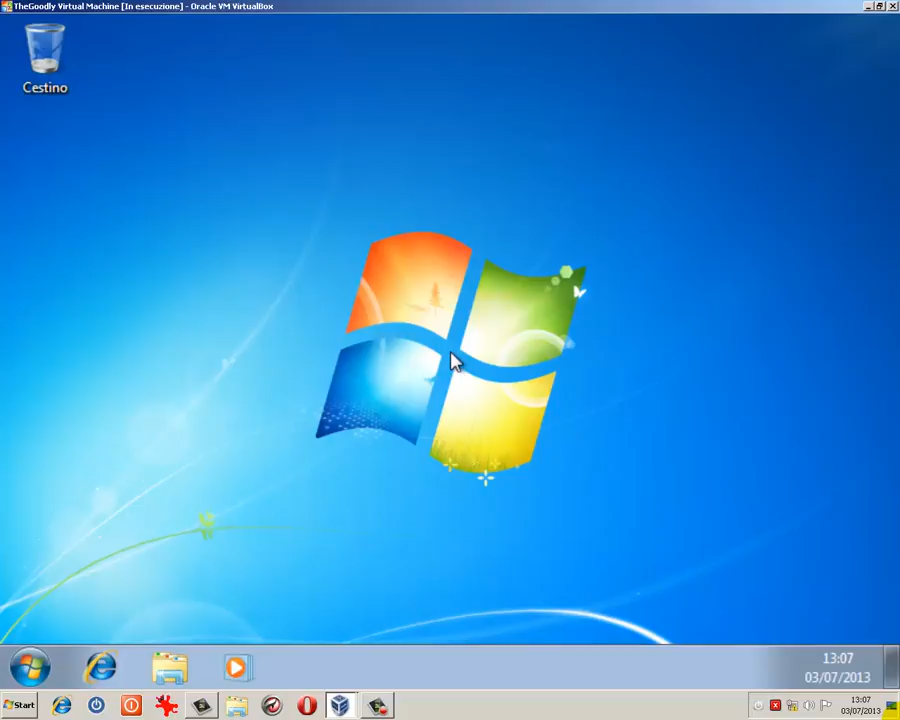 TheGoodly Virtual Machine [In esecuzione] - Oracle VM VirtualBox
Cestino
13:07
03/07/2013
Start
13:07
03/07/2013